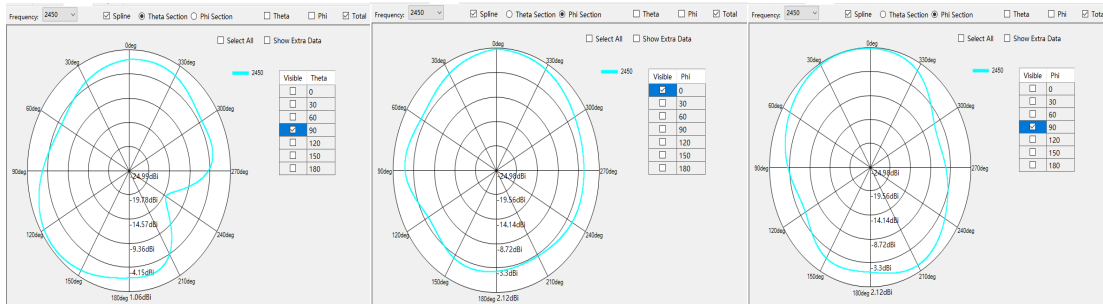 Frequency: 2450 Spline Theta Section Phi Section Theta Phi Total
Select All Show Extra Data
0deg
30deg 330deg
2450
Visible Theta
0
30
60deg 300deg
60
90
120
150
90deg 270deg
180
-24.99dBi
-19.78dBi
-14.57dBi
120deg 240deg
-9.36dBi
-4.15dBi
150deg 210deg
180deg 1.06dBi
Frequency: 2450 Spline Theta Section Phi Section Theta Phi Total
Select All Show Extra Data
0deg
30deg 330deg
2450
Visible Phi
0
30
60deg 300deg
60
90
120
150
90deg 270deg
180
-24.98dBi
-19.56dBi
-14.14dBi
120deg 240deg
-8.72dBi
-3.3dBi
150deg 210deg
180deg 2.12dBi
Frequency: 2450 Spline Theta Section Phi Section Theta Phi Total
Select All Show Extra Data
0deg
30deg 330deg
2450
Visible Phi
0
30
60deg 300deg
60
90
120
150
90deg 270deg
180
-24.98dBi
-19.56dBi
-14.14dBi
120deg 240deg
-8.72dBi
-3.3dBi
150deg 210deg
180deg 2.12dBi